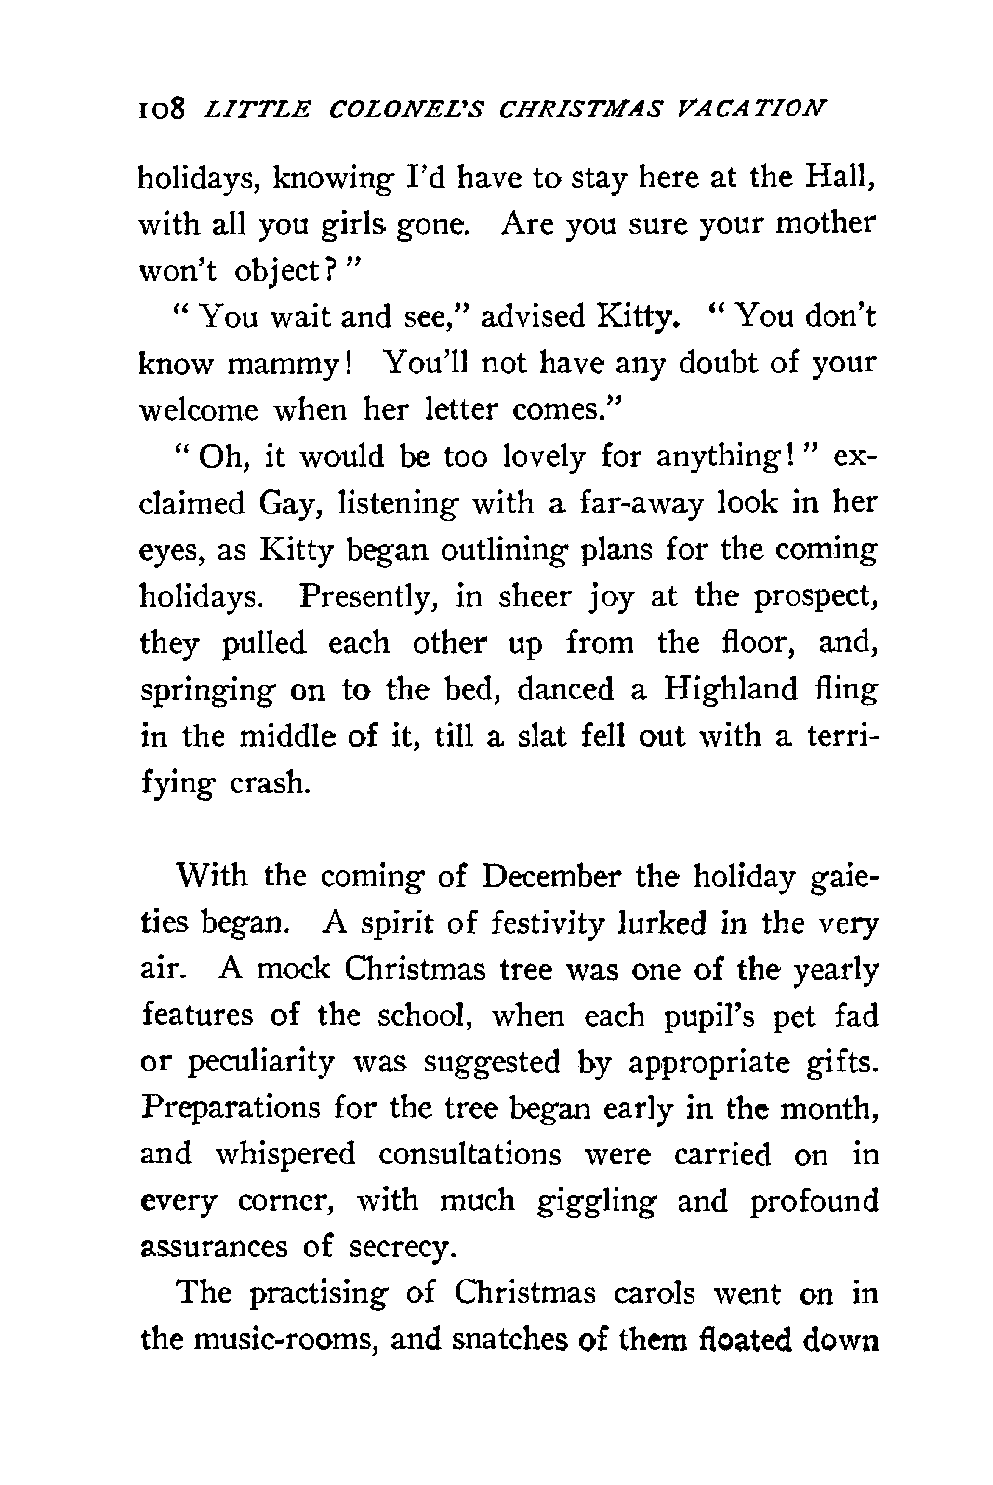 108 LITTLE COLONEL'S CHRISTMAS VACATION
holidays, knowing I'd have to stay here at the Hall,
with all you girls gone. Are you sure your mother
won't object?"
"You wait and see," advised Kitty. "You don't
know mammy! You'll not have any doubt of your
welcome when her letter comes."
"Oh, it would be too lovely for anything!" ex-
claimed Gay, listening with a far-away look in her
eyes, as Kitty began outlining plans for the coming
holidays. Presently, in sheer joy at the prospect,
they pulled each other up from the floor, and,
springing on to the bed, danced a Highland fling
in the middle of it, till a slat fell out with a terri-
fying crash.
With the coming of December the holiday gaie-
ties began. A spirit of festivity lurked in the very
air. A mock Christmas tree was one of the yearly
features of the school, when each pupil's pet fad
or peculiarity was suggested by appropriate gifts.
Preparations for the tree began early in the month,
and whispered consultations were carried on in
every corner, with much giggling and profound
assurances of secrecy.
The practising of Christmas carols went on in
the music-rooms, and snatches of them floated down